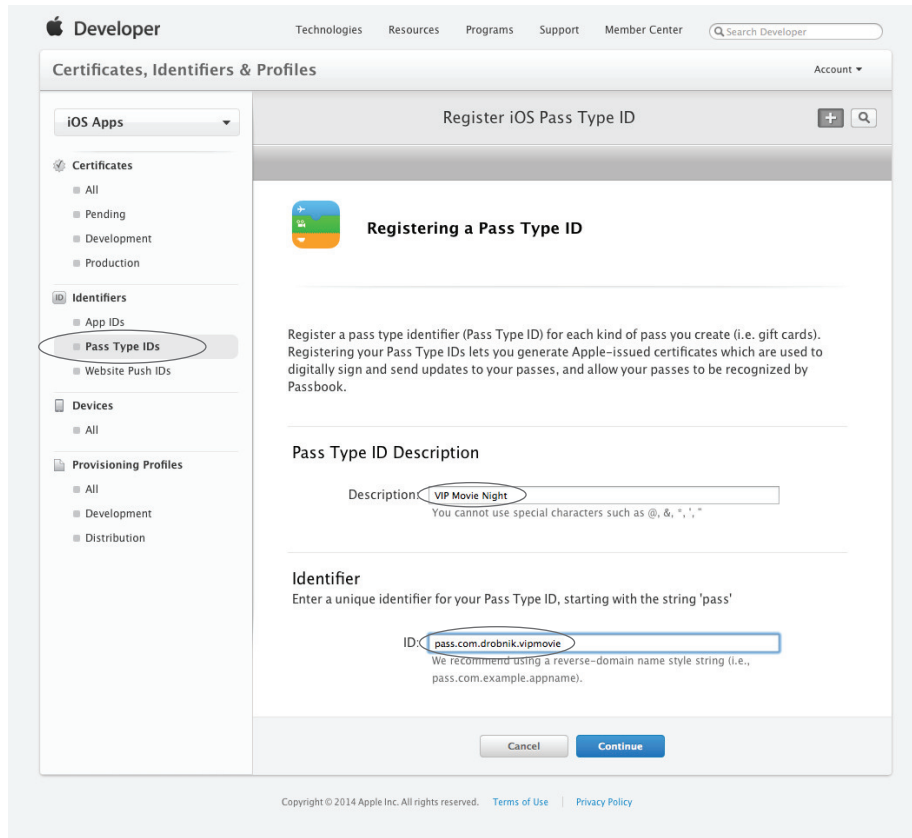 Developer
Technologies Resources Programs Support Member Center Search Developer
Certificates, Identifiers & Profiles
Account
iOS Apps
Register iOS Pass Type ID
Certificates
All
Pending
Development
Production
ID Identifiers
App IDs
Pass Type IDs
Website Push IDs
Devices
All
Provisioning Profiles
All
Development
Distribution
Registering a Pass Type ID
Register a pass type identifier (Pass Type ID) for each kind of pass you create (i.e. gift cards).
Registering your Pass Type IDs lets you generate Apple-issued certificates which are used to
digitally sign and send updates to your passes, and allow your passes to be recognized by
Passbook.
Pass Type ID Description
Description: VIP Movie Night
You cannot use special characters such as @, &, *, ', "
Identifier
Enter a unique identifier for your Pass Type ID, starting with the string 'pass'
ID: pass.com.drobnik.vipmovie
We recommend using a reverse-domain name style string (i.e.,
pass.com.example.appname).
Cancel Continue
Copyright © 2014 Apple Inc. All rights reserved. Terms of Use | Privacy Policy